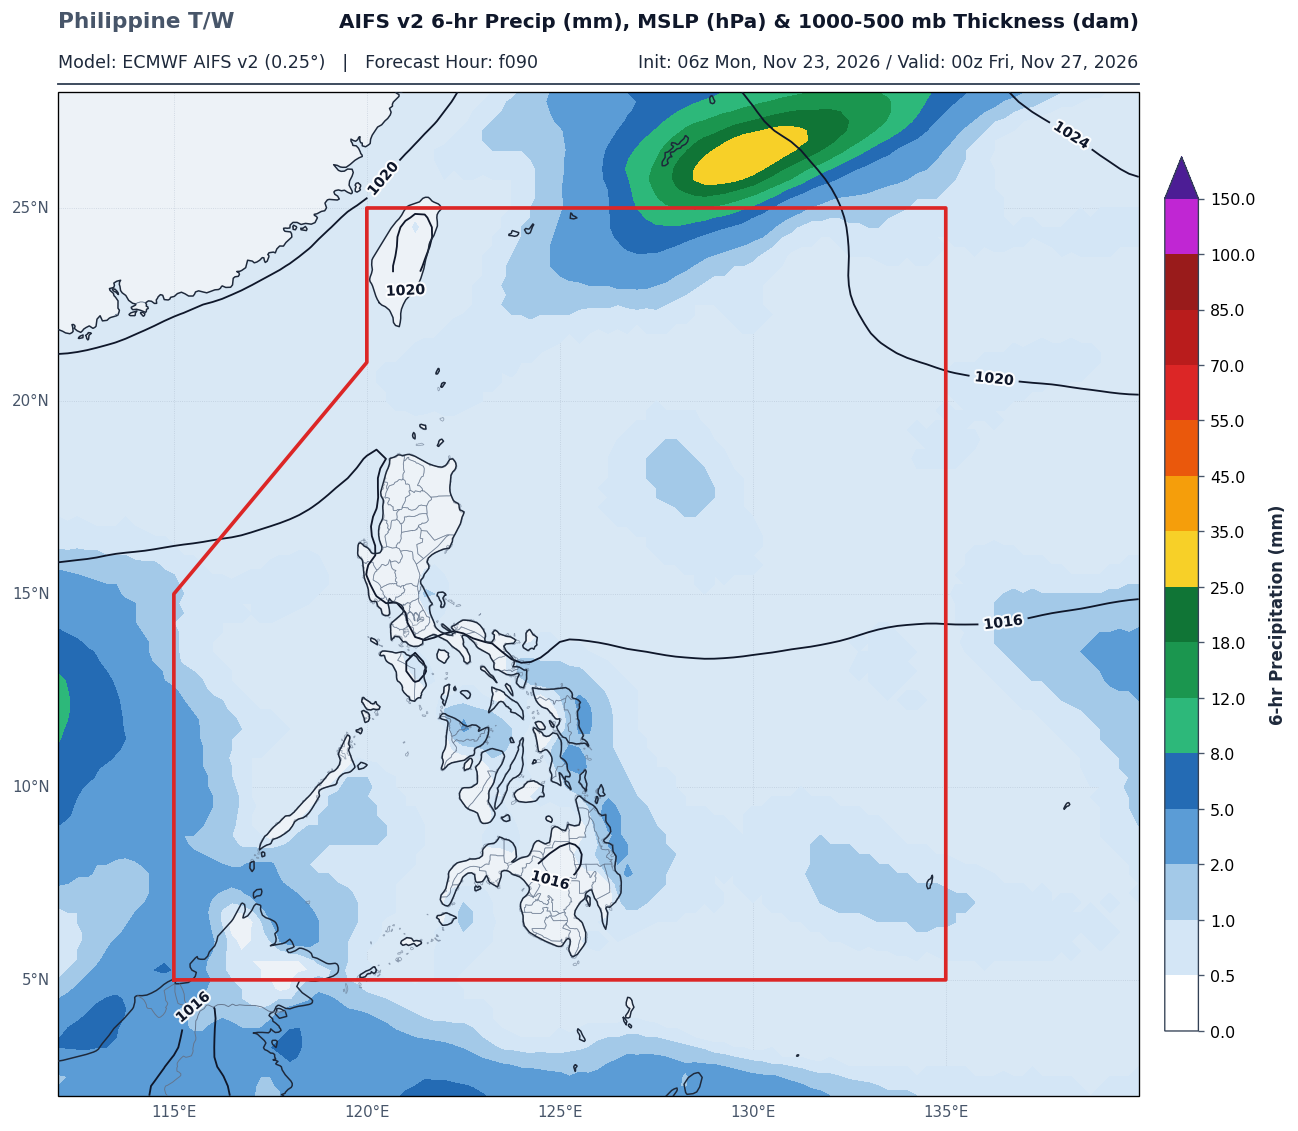 Philippine T/W
AIFS v2 6-hr Precip (mm), MSLP (hPa) & 1000-500 mb Thickness (dam)
Model: ECMWF AIFS v2 (0.25°) | Forecast Hour: f090
Init: 06z Mon, Nov 23, 2026 / Valid: 00z Fri, Nov 27, 2026
1024
1020
25°N
1020
1020
20°N
15°N
1016
10°N
1016
5°N
1016
115°E
120°E
125°E
130°E
135°E
150.0
100.0
85.0
70.0
55.0
45.0
35.0
25.0
18.0
12.0
8.0
5.0
2.0
1.0
0.5
0.0
6-hr Precipitation (mm)